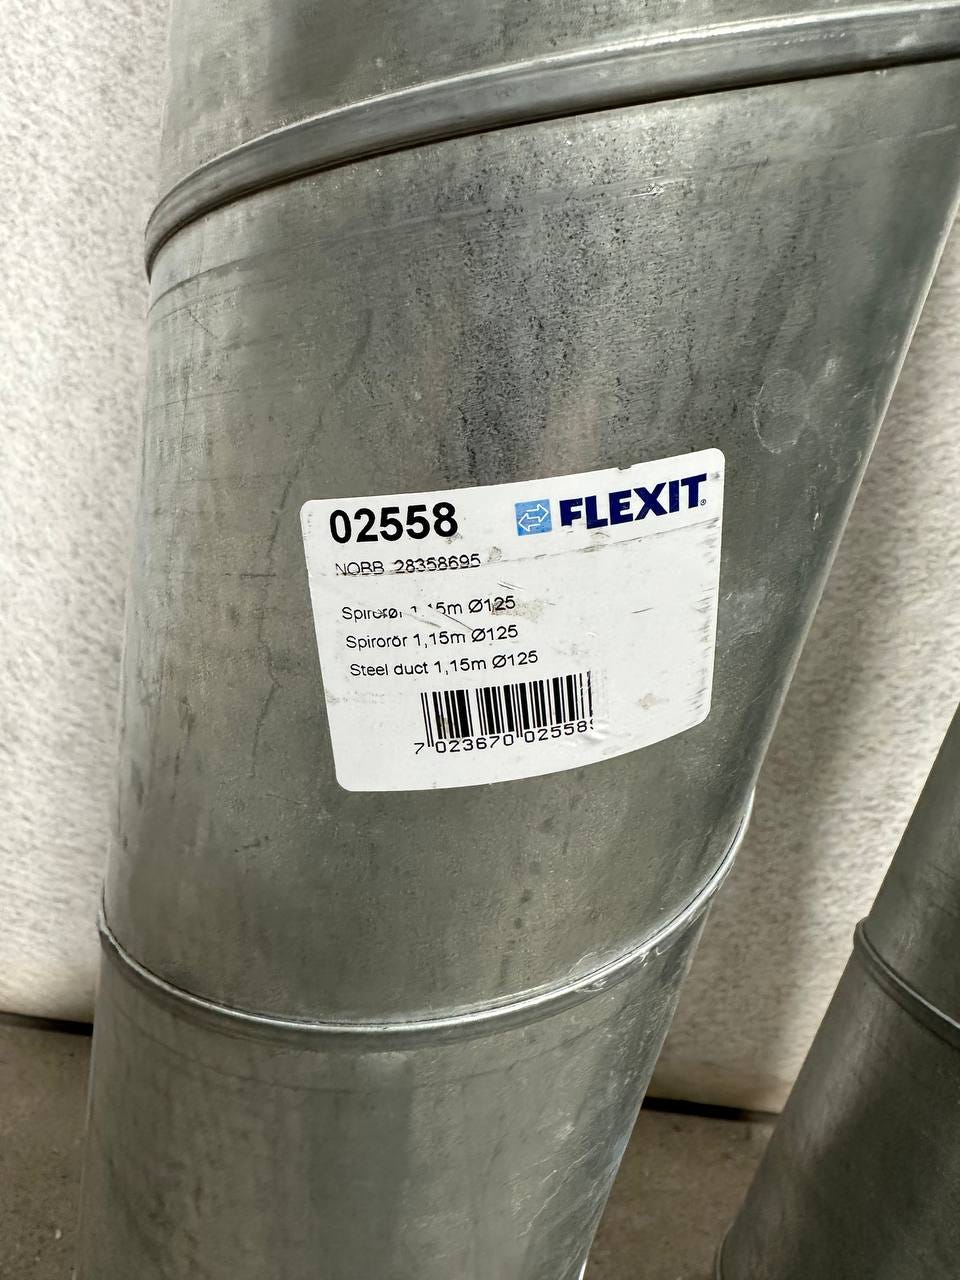 02558 FLEXIT®
NOBB 28358695
Spirorør 1,15m Ø125
Spirorör 1,15m Ø125
Steel duct 1,15m Ø125
7 023670 02558